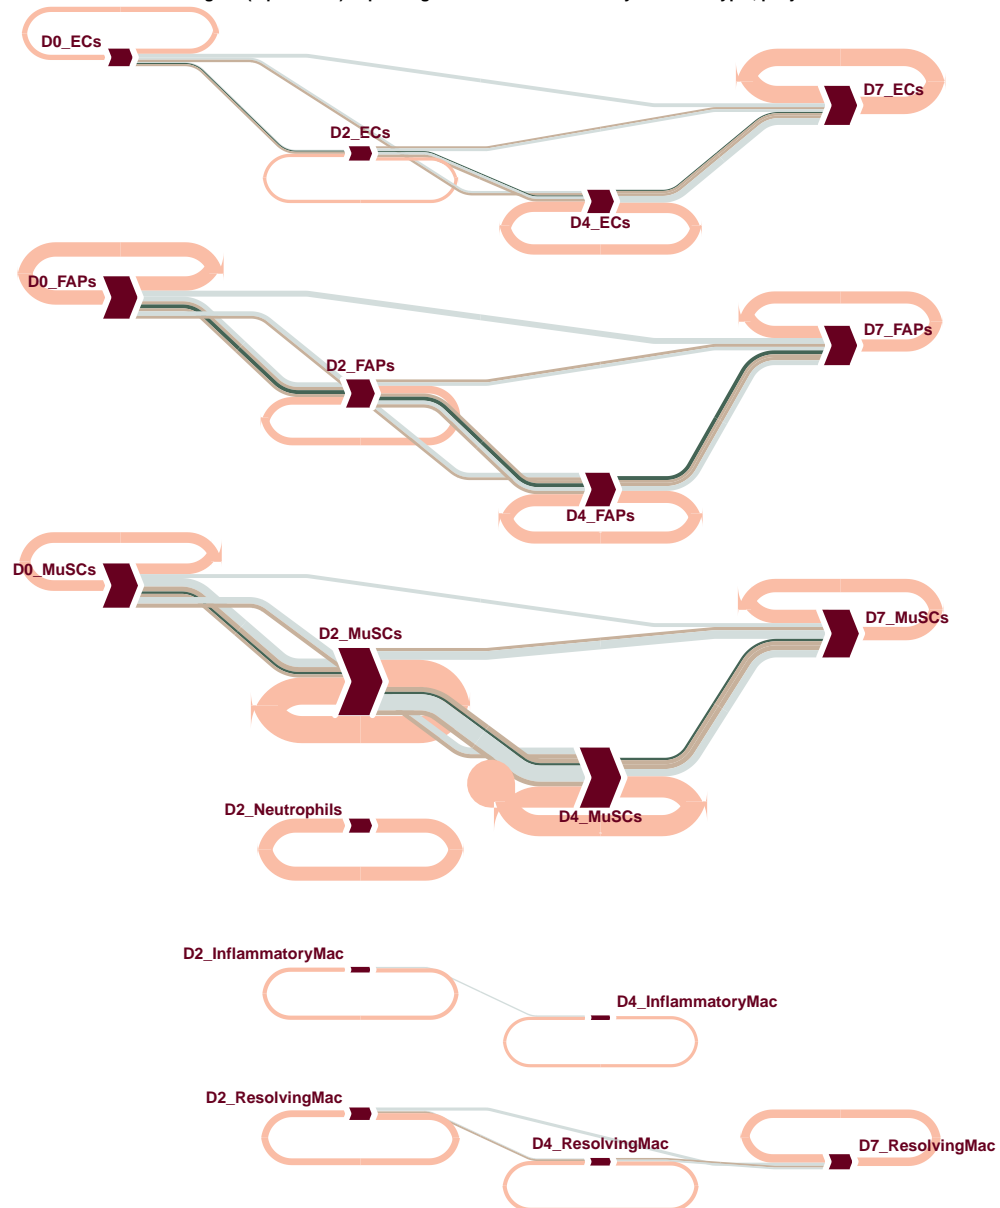 D0_ECs
D7_ECs
D2_ECs
D4_ECs
D0_FAPs
D7_FAPs
D2_FAPs
D4_FAPs
D0_MuSCs
D7_MuSCs
D2_MuSCs
D4_MuSCs
D2_Neutrophils
D2_InflammatoryMac
D4_InflammatoryMac
D2_ResolvingMac
D4_ResolvingMac
D7_ResolvingMac